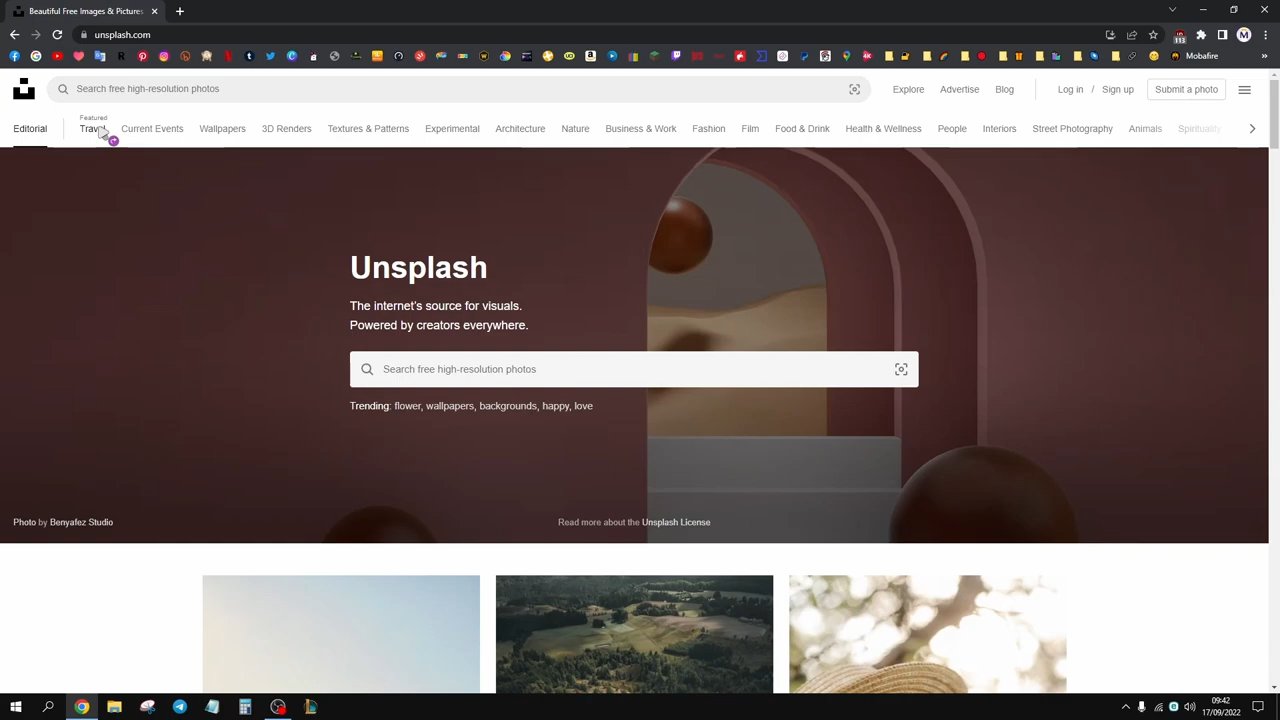 Beautiful Free Images & Pictures
unsplash.com
Mobafire
Search free high-resolution photos
Explore
Advertise
Blog
Log in / Sign up
Submit a photo
Editorial
Featured
Travel
Current Events
Wallpapers
3D Renders
Textures & Patterns
Experimental
Architecture
Nature
Business & Work
Fashion
Film
Food & Drink
Health & Wellness
People
Interiors
Street Photography
Animals
Spirituality
Unsplash
The internet's source for visuals.
Powered by creators everywhere.
Search free high-resolution photos
Trending: flower, wallpapers, backgrounds, happy, love
Photo by Benyafez Studio
Read more about the Unsplash License
09:42
17/09/2022